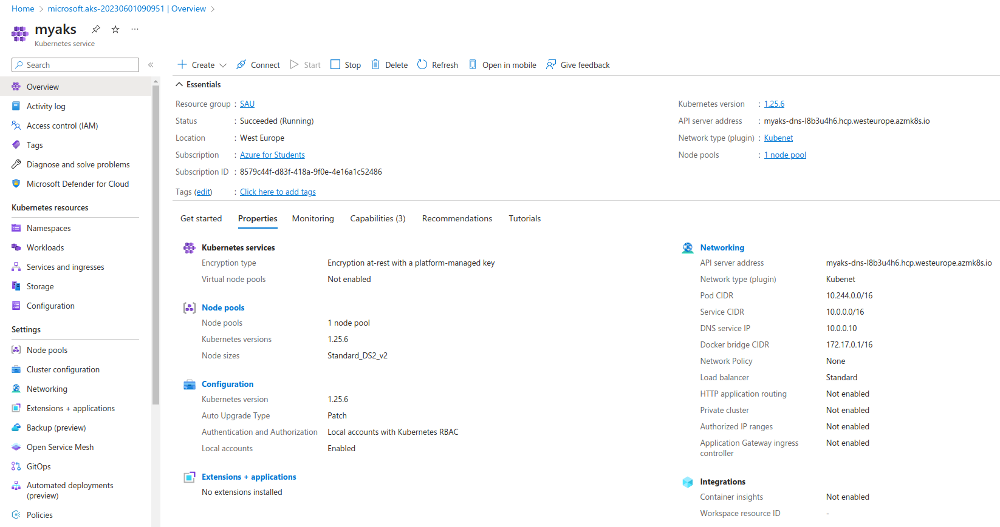 Home > microsoft.aks-20230601090951 | Overview >
myaks
Kubernetes service
Search
«
Overview
Activity log
Access control (IAM)
Tags
Diagnose and solve problems
Microsoft Defender for Cloud
Kubernetes resources
Namespaces
Workloads
Services and ingresses
Storage
Configuration
Settings
Node pools
Cluster configuration
Networking
Extensions + applications
Backup (preview)
Open Service Mesh
GitOps
Automated deployments
(preview)
Policies
Create Connect Start Stop Delete Refresh Open in mobile Give feedback
Essentials
Resource group : SAU
Status : Succeeded (Running)
Location : West Europe
Subscription : Azure for Students
Subscription ID : 8579c44f-d83f-418a-9f0e-4e16a1c52486
Tags (edit) : Click here to add tags
Kubernetes version : 1.25.6
API server address : myaks-dns-l8b3u4h6.hcp.westeurope.azmk8s.io
Network type (plugin) : Kubenet
Node pools : 1 node pool
Get started Properties Monitoring Capabilities (3) Recommendations Tutorials
Kubernetes services
Encryption type Encryption at-rest with a platform-managed key
Virtual node pools Not enabled
Node pools
Node pools 1 node pool
Kubernetes versions 1.25.6
Node sizes Standard_DS2_v2
Configuration
Kubernetes version 1.25.6
Auto Upgrade Type Patch
Authentication and Authorization Local accounts with Kubernetes RBAC
Local accounts Enabled
Extensions + applications
No extensions installed
Networking
API server address myaks-dns-l8b3u4h6.hcp.westeurope.azmk8s.io
Network type (plugin) Kubenet
Pod CIDR 10.244.0.0/16
Service CIDR 10.0.0.0/16
DNS service IP 10.0.0.10
Docker bridge CIDR 172.17.0.1/16
Network Policy None
Load balancer Standard
HTTP application routing Not enabled
Private cluster Not enabled
Authorized IP ranges Not enabled
Application Gateway ingress Not enabled
controller
Integrations
Container insights Not enabled
Workspace resource ID -